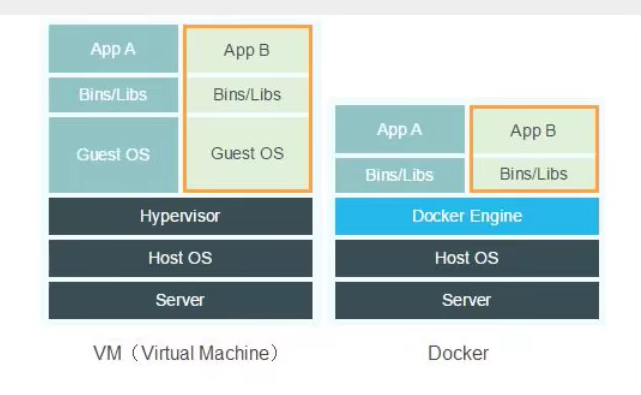 App A
App B
Bins/Libs
Bins/Libs
Guest OS
Guest OS
Hypervisor
Host OS
Server
VM（Virtual Machine）
App A
App B
Bins/Libs
Bins/Libs
Docker Engine
Host OS
Server
Docker